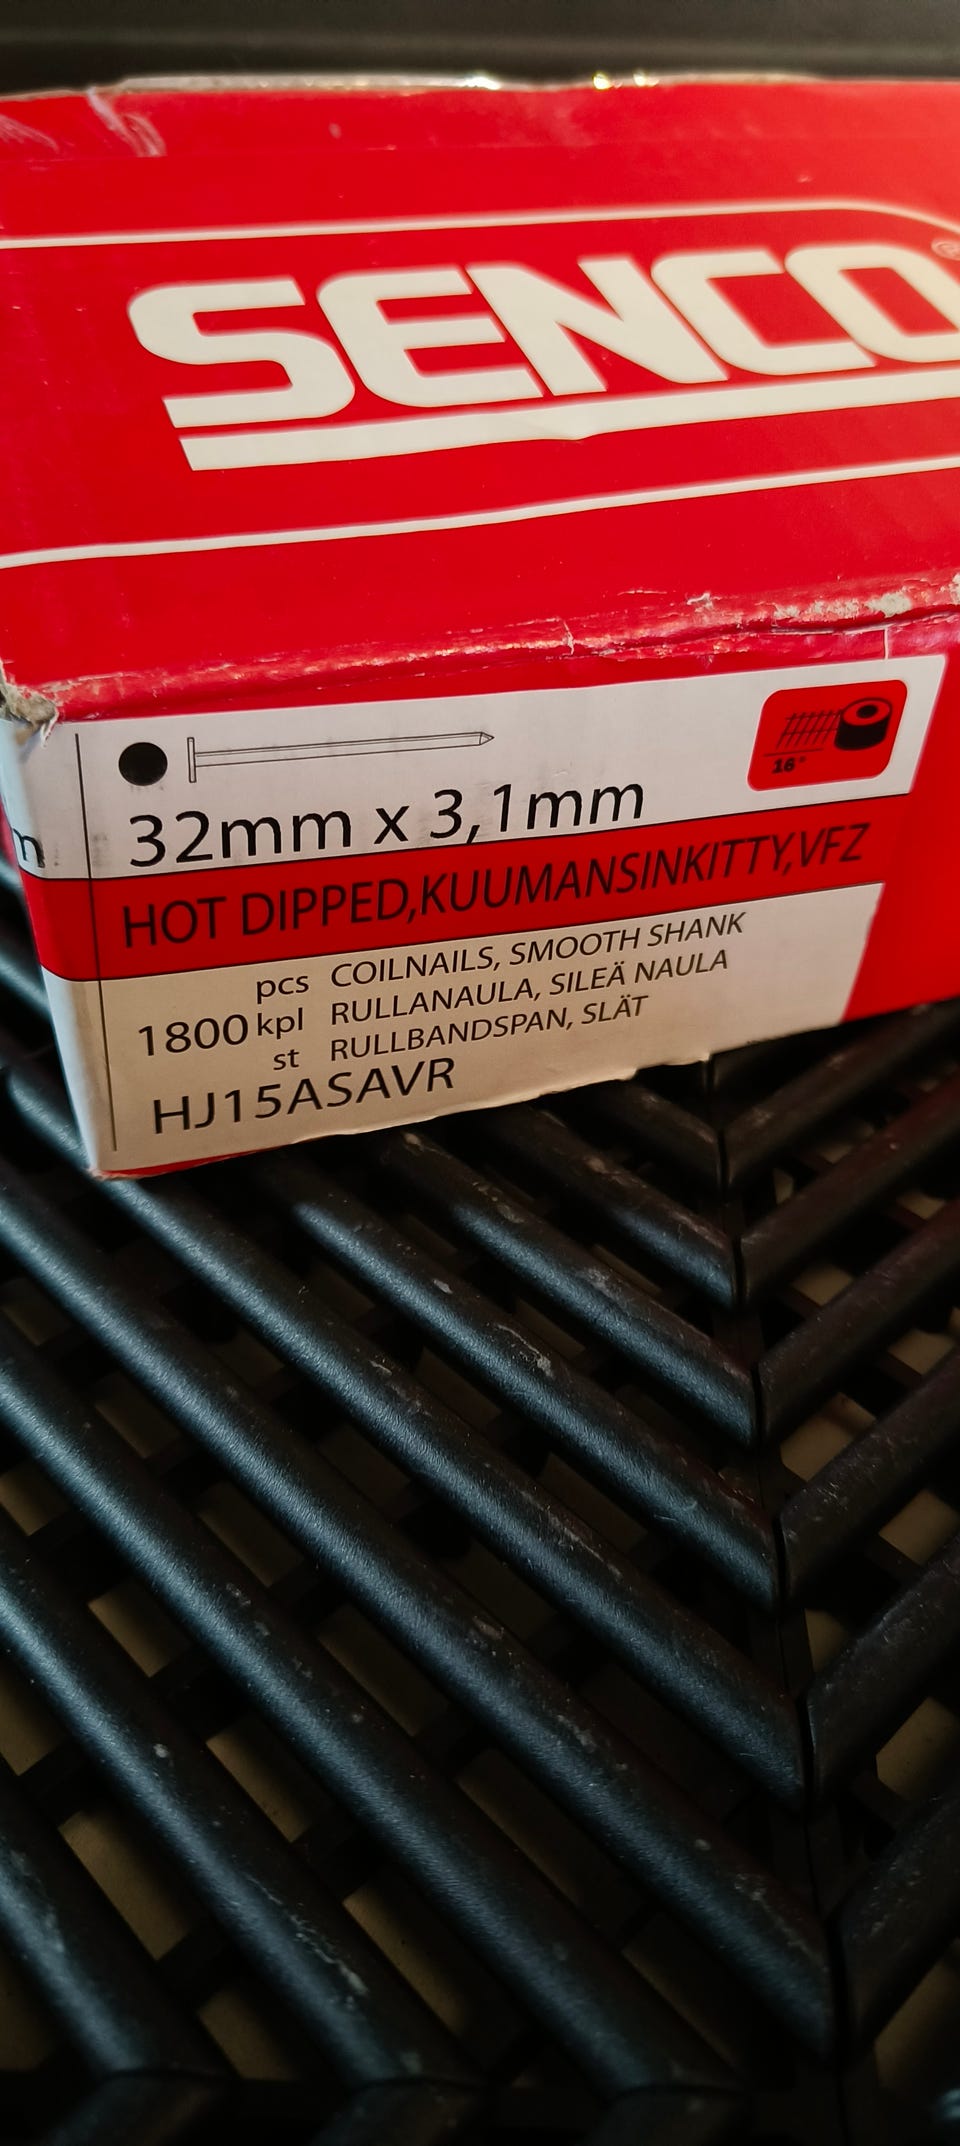 SENCO®
16°
32mm x 3,1mm
m
HOT DIPPED,KUUMANSINKITTY,VFZ
pcs COILNAILS, SMOOTH SHANK
1800 kpl RULLANAULA, SILEÄ NAULA
st RULLBANDSPAN, SLÄT
HJ15ASAVR